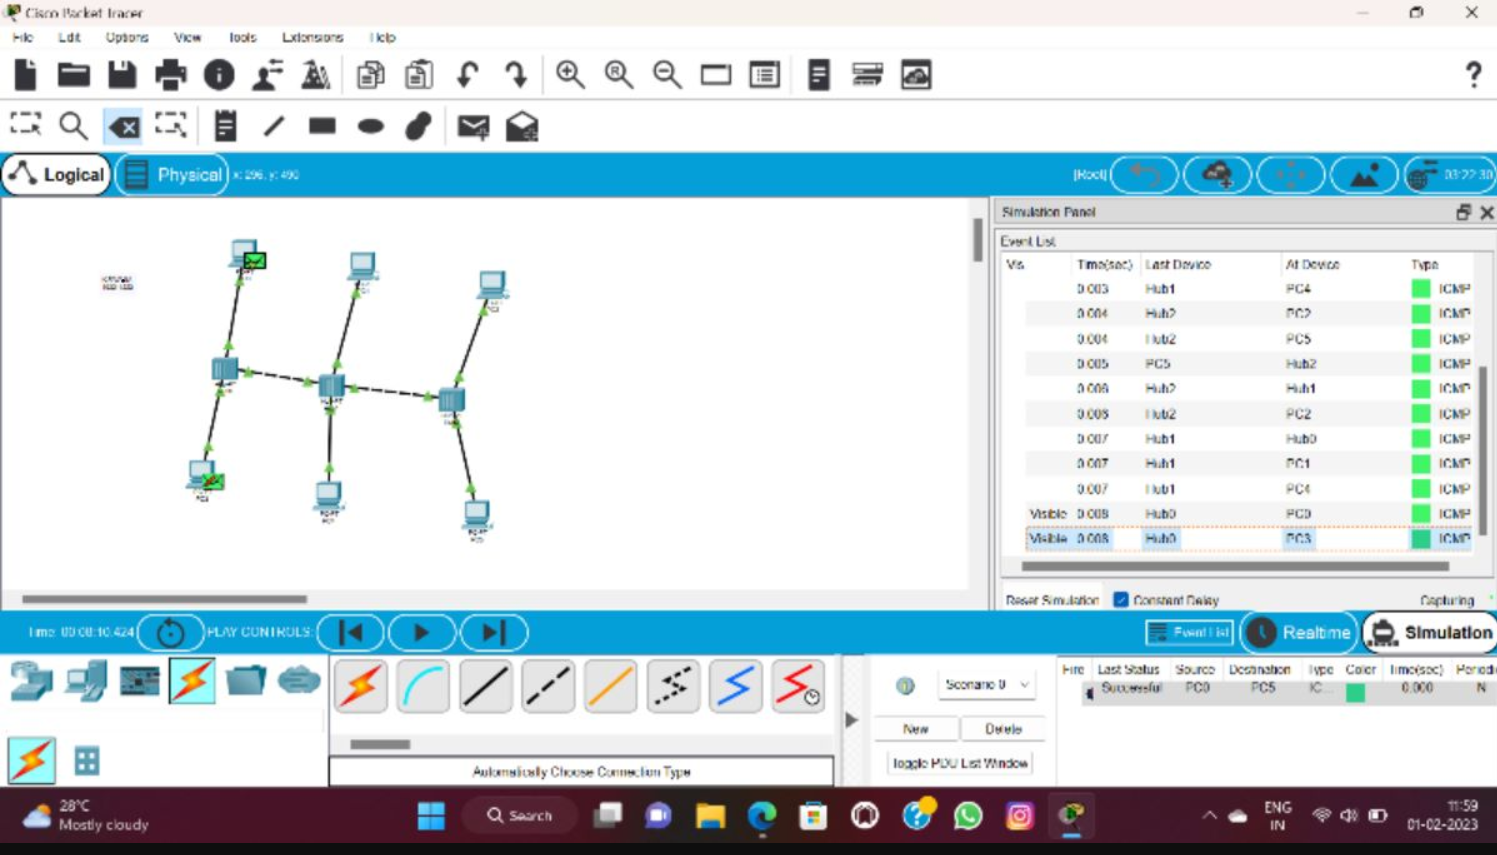 Cisco Packet Tracer
File Edit Options View Tools Extensions Help
Logical Physical x: 296, y: 490 [Root] 03:22:30
Simulation Panel
Event List
Vis. Time(sec) Last Device At Device Type
0.003 Hub1 PC4 ICMP
0.004 Hub2 PC2 ICMP
0.004 Hub2 PC5 ICMP
0.005 PC5 Hub2 ICMP
0.006 Hub2 Hub1 ICMP
0.006 Hub2 PC2 ICMP
0.007 Hub1 Hub0 ICMP
0.007 Hub1 PC1 ICMP
0.007 Hub1 PC4 ICMP
Visible 0.008 Hub0 PC0 ICMP
Visible 0.008 Hub0 PC3 ICMP
Reset Simulation Constant Delay Capturing
Time: 00:08:10.424 PLAY CONTROLS: Event List Realtime Simulation
Fire Last Status Source Destination Type Color Time(sec) Periodi
Successful PC0 PC5 IC... 0.000 N
Scenario 0
New Delete
Toggle PDU List Window
Automatically Choose Connection Type
28°C
Mostly cloudy
Search
ENG
IN
11:59
01-02-2023